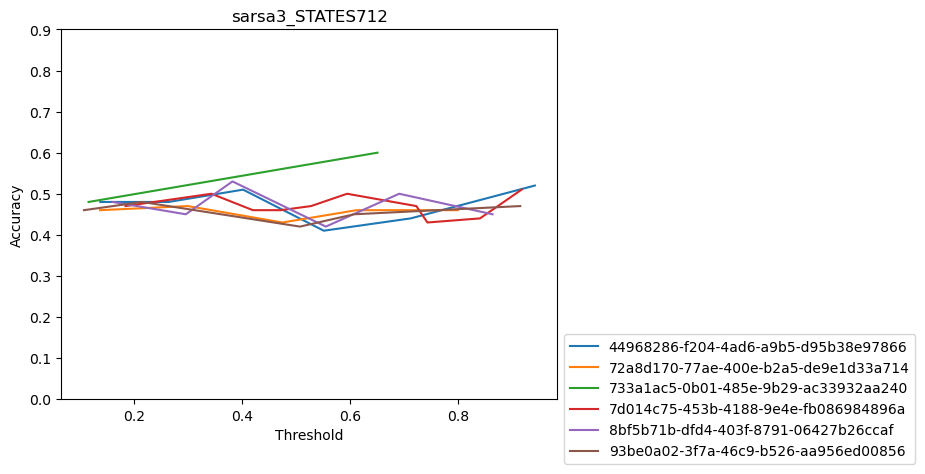 sarsa3_STATES712
0.9
0.8
0.7
0.6
0.5
0.4
0.3
0.2
0.1
0.0
Accuracy
0.2 0.4 0.6 0.8
Threshold
44968286-f204-4ad6-a9b5-d95b38e97866
72a8d170-77ae-400e-b2a5-de9e1d33a714
733a1ac5-0b01-485e-9b29-ac33932aa240
7d014c75-453b-4188-9e4e-fb086984896a
8bf5b71b-dfd4-403f-8791-06427b26ccaf
93be0a02-3f7a-46c9-b526-aa956ed00856